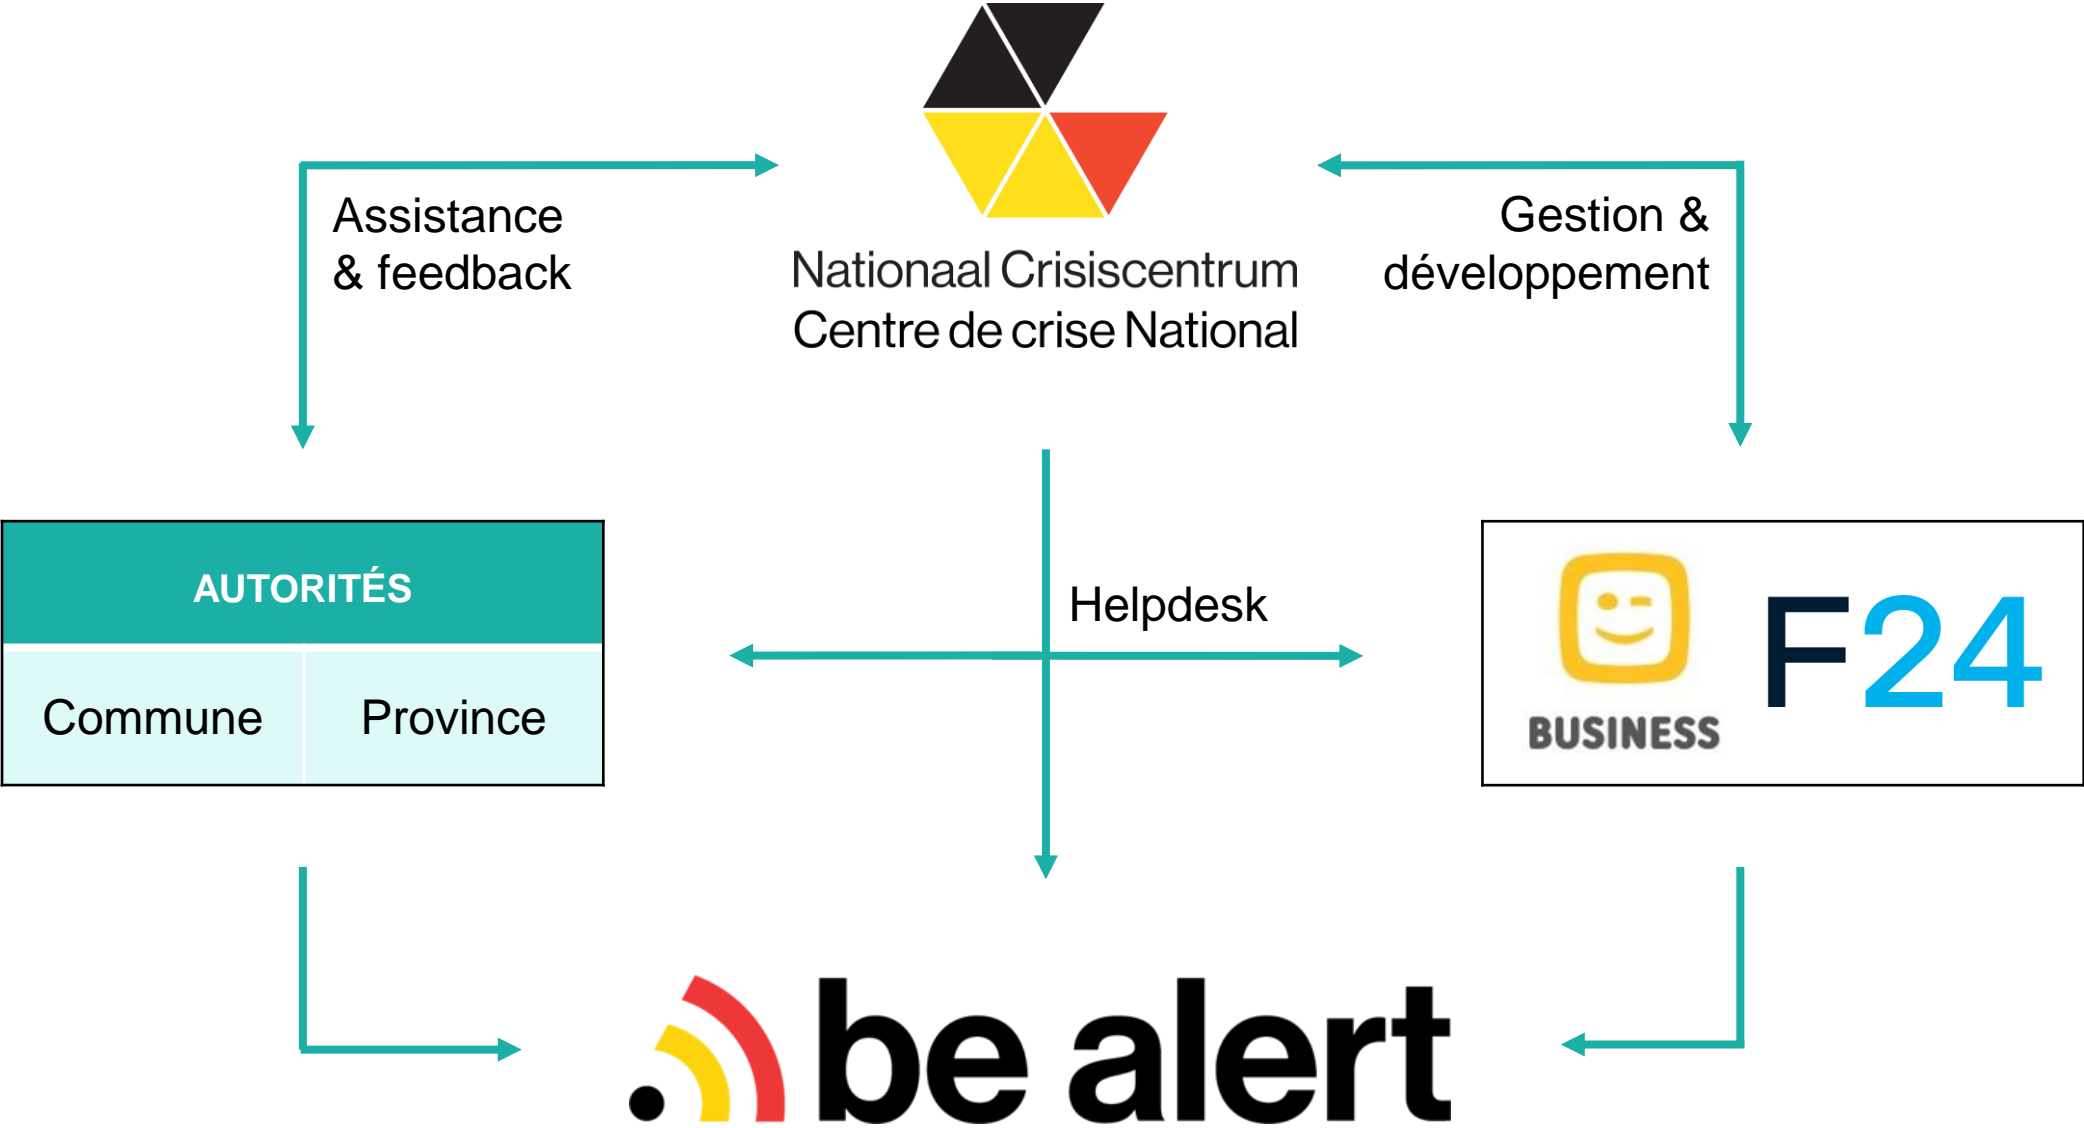 Nationaal Crisiscentrum
Centre de crise National
Assistance
& feedback
Gestion &
développement
AUTORITÉS
Commune
Province
Helpdesk
BUSINESS
F24
be alert